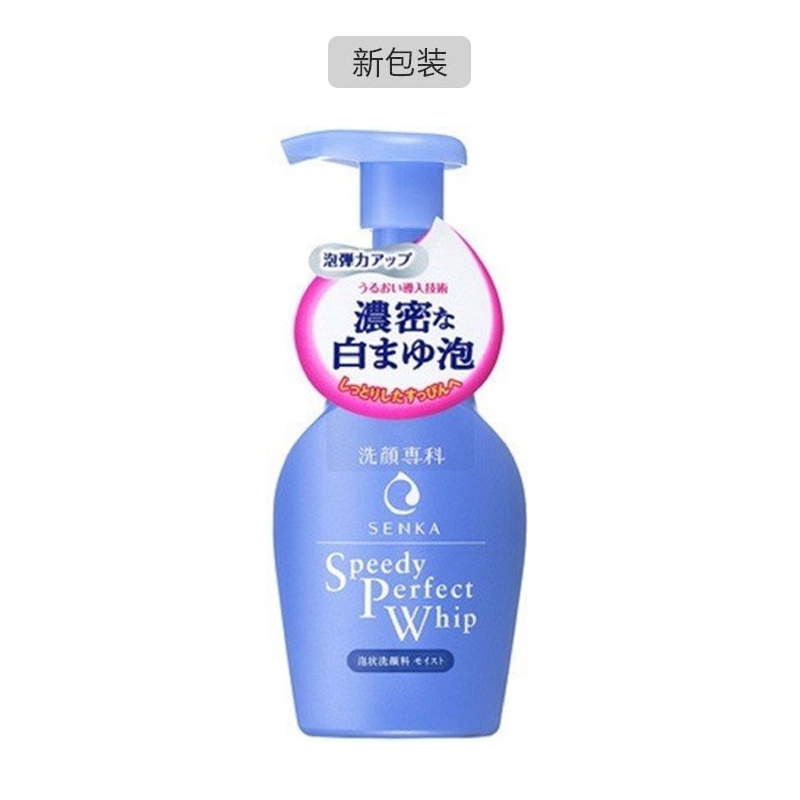 新包装
泡弾力アップ
うるおい導入技術
濃密な
白まゆ泡
しっとりしたすっぴんへ
洗顔専科
SENKA
Speedy
Perfect
Whip
泡状洗顔料 モイスト